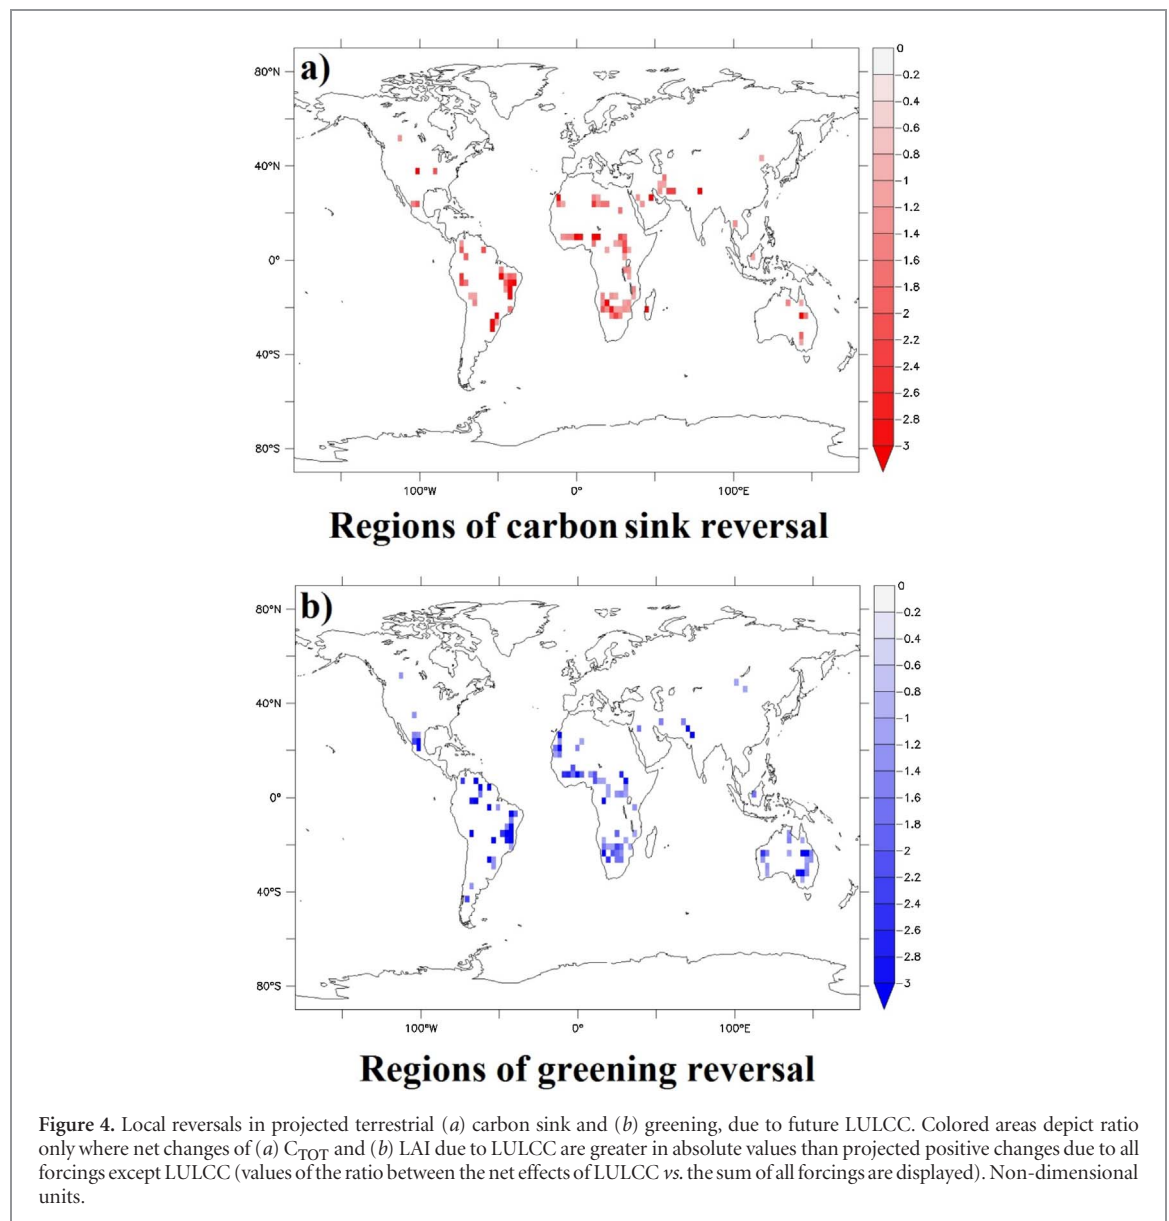 a)
80°N
40°N
0°
40°S
80°S
100°W
0°
100°E
0
−0.2
−0.4
−0.6
−0.8
−1
−1.2
−1.4
−1.6
−1.8
−2
−2.2
−2.4
−2.6
−2.8
−3
Regions of carbon sink reversal
b)
80°N
40°N
0°
40°S
80°S
100°W
0°
100°E
0
−0.2
−0.4
−0.6
−0.8
−1
−1.2
−1.4
−1.6
−1.8
−2
−2.2
−2.4
−2.6
−2.8
−3
Regions of greening reversal
Figure 4. Local reversals in projected terrestrial (a) carbon sink and (b) greening, due to future LULCC. Colored areas depict ratio
only where net changes of (a) CTOT and (b) LAI due to LULCC are greater in absolute values than projected positive changes due to all
forcings except LULCC (values of the ratio between the net effects of LULCC vs. the sum of all forcings are displayed). Non-dimensional
units.